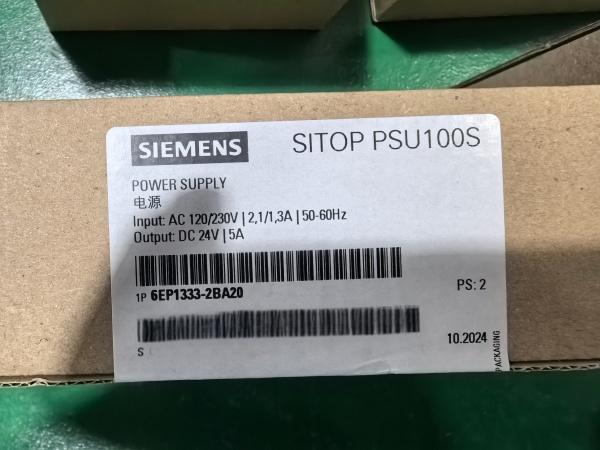 SIEMENS
SITOP PSU100S
POWER SUPPLY
电源
Input: AC 120/230V | 2,1/1,3A | 50-60Hz
Output: DC 24V | 5A
1P 6EP1333-2BA20
PS: 2
S
10.2024
PACKAGING